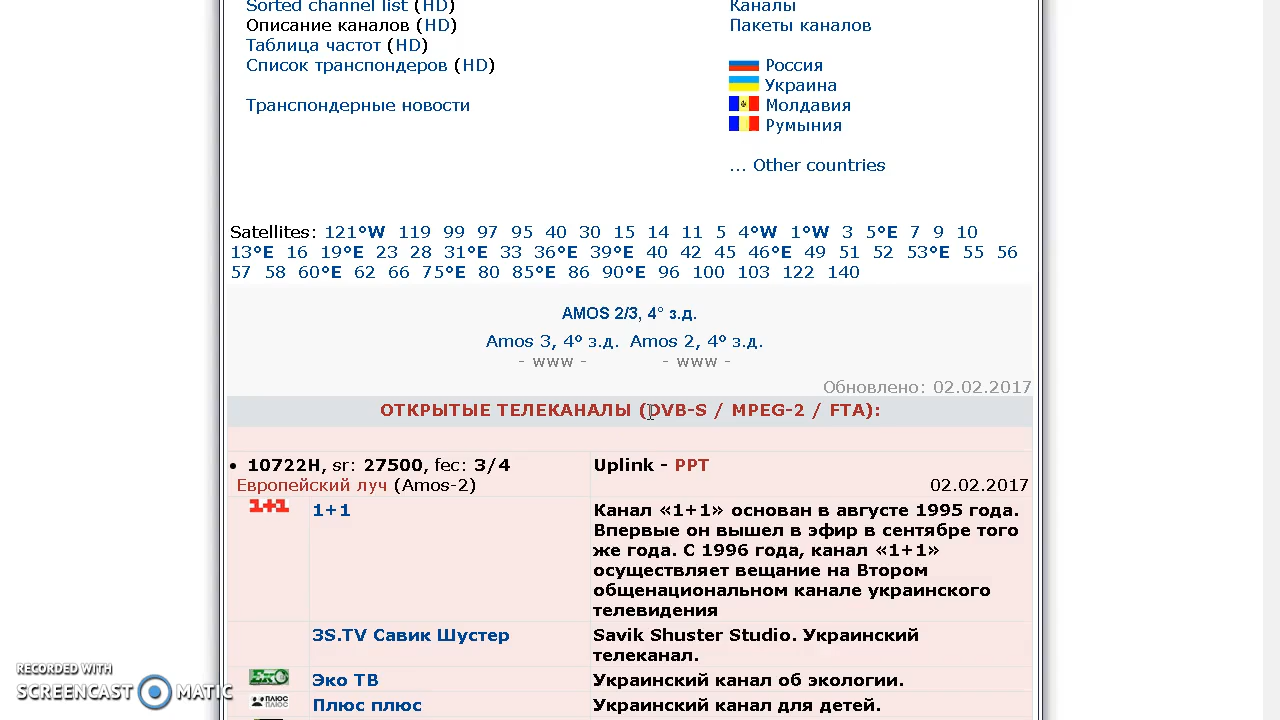 Sorted channel list (HD)
Описание каналов (HD)
Таблица частот (HD)
Список транспондеров (HD)
Транспондерные новости
Каналы
Пакеты каналов
Россия
Украина
Молдавия
Румыния
... Other countries
Satellites: 121°W 119 99 97 95 40 30 15 14 11 5 4°W 1°W 3 5°E 7 9 10
13°E 16 19°E 23 28 31°E 33 36°E 39°E 40 42 45 46°E 49 51 52 53°E 55 56
57 58 60°E 62 66 75°E 80 85°E 86 90°E 96 100 103 122 140
AMOS 2/3, 4° з.д.
Amos 3, 4º з.д. Amos 2, 4º з.д.
- www - - www -
Обновлено: 02.02.2017
ОТКРЫТЫЕ ТЕЛЕКАНАЛЫ (DVB-S / MPEG-2 / FTA):
• 10722H, sr: 27500, fec: 3/4
Европейский луч (Amos-2)
Uplink - РРТ
02.02.2017
1+1
1+1
Канал «1+1» основан в августе 1995 года.
Впервые он вышел в эфир в сентябре того
же года. С 1996 года, канал «1+1»
осуществляет вещание на Втором
общенациональном канале украинского
телевидения
3S.TV Савик Шустер
Savik Shuster Studio. Украинский
телеканал.
Эко ТВ
Украинский канал об экологии.
ПЛЮС
ПЛЮС
Плюс плюс
Украинский канал для детей.
RECORDED WITH
SCREENCAST MATIC